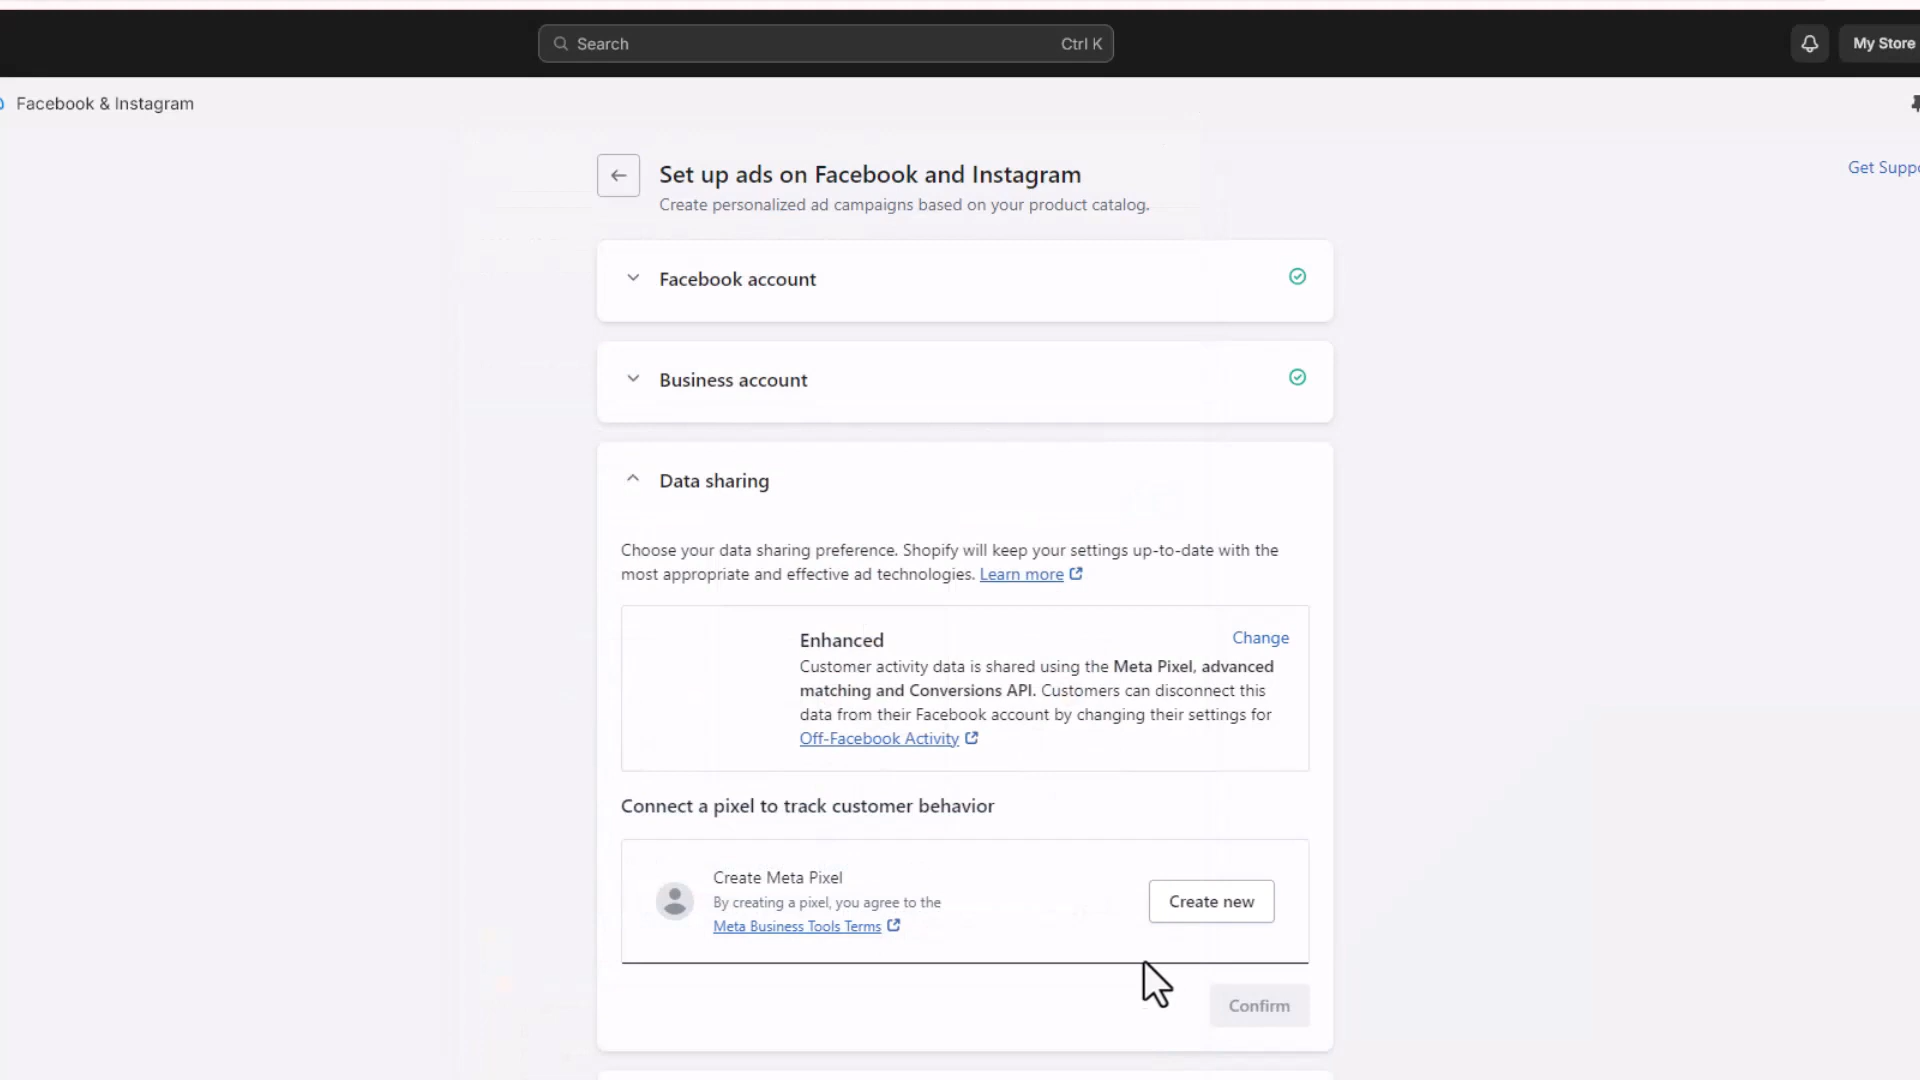 Search
Ctrl K
My Store
Facebook & Instagram
Set up ads on Facebook and Instagram
Get Suppo
Create personalized ad campaigns based on your product catalog.
Facebook account
Business account
Data sharing
Choose your data sharing preference. Shopify will keep your settings up-to-date with the
most appropriate and effective ad technologies. Learn more
Enhanced
Change
Customer activity data is shared using the Meta Pixel, advanced
matching and Conversions API. Customers can disconnect this
data from their Facebook account by changing their settings for
Off-Facebook Activity
Connect a pixel to track customer behavior
Create Meta Pixel
By creating a pixel, you agree to the
Meta Business Tools Terms
Create new
Confirm